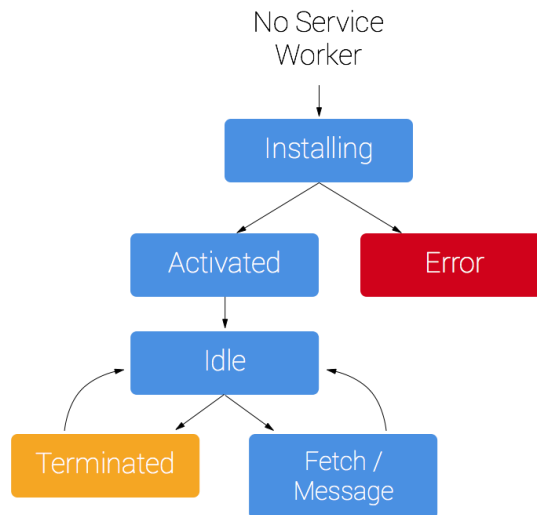 No Service
Worker
Installing
Activated
Error
Idle
Terminated
Fetch /
Message